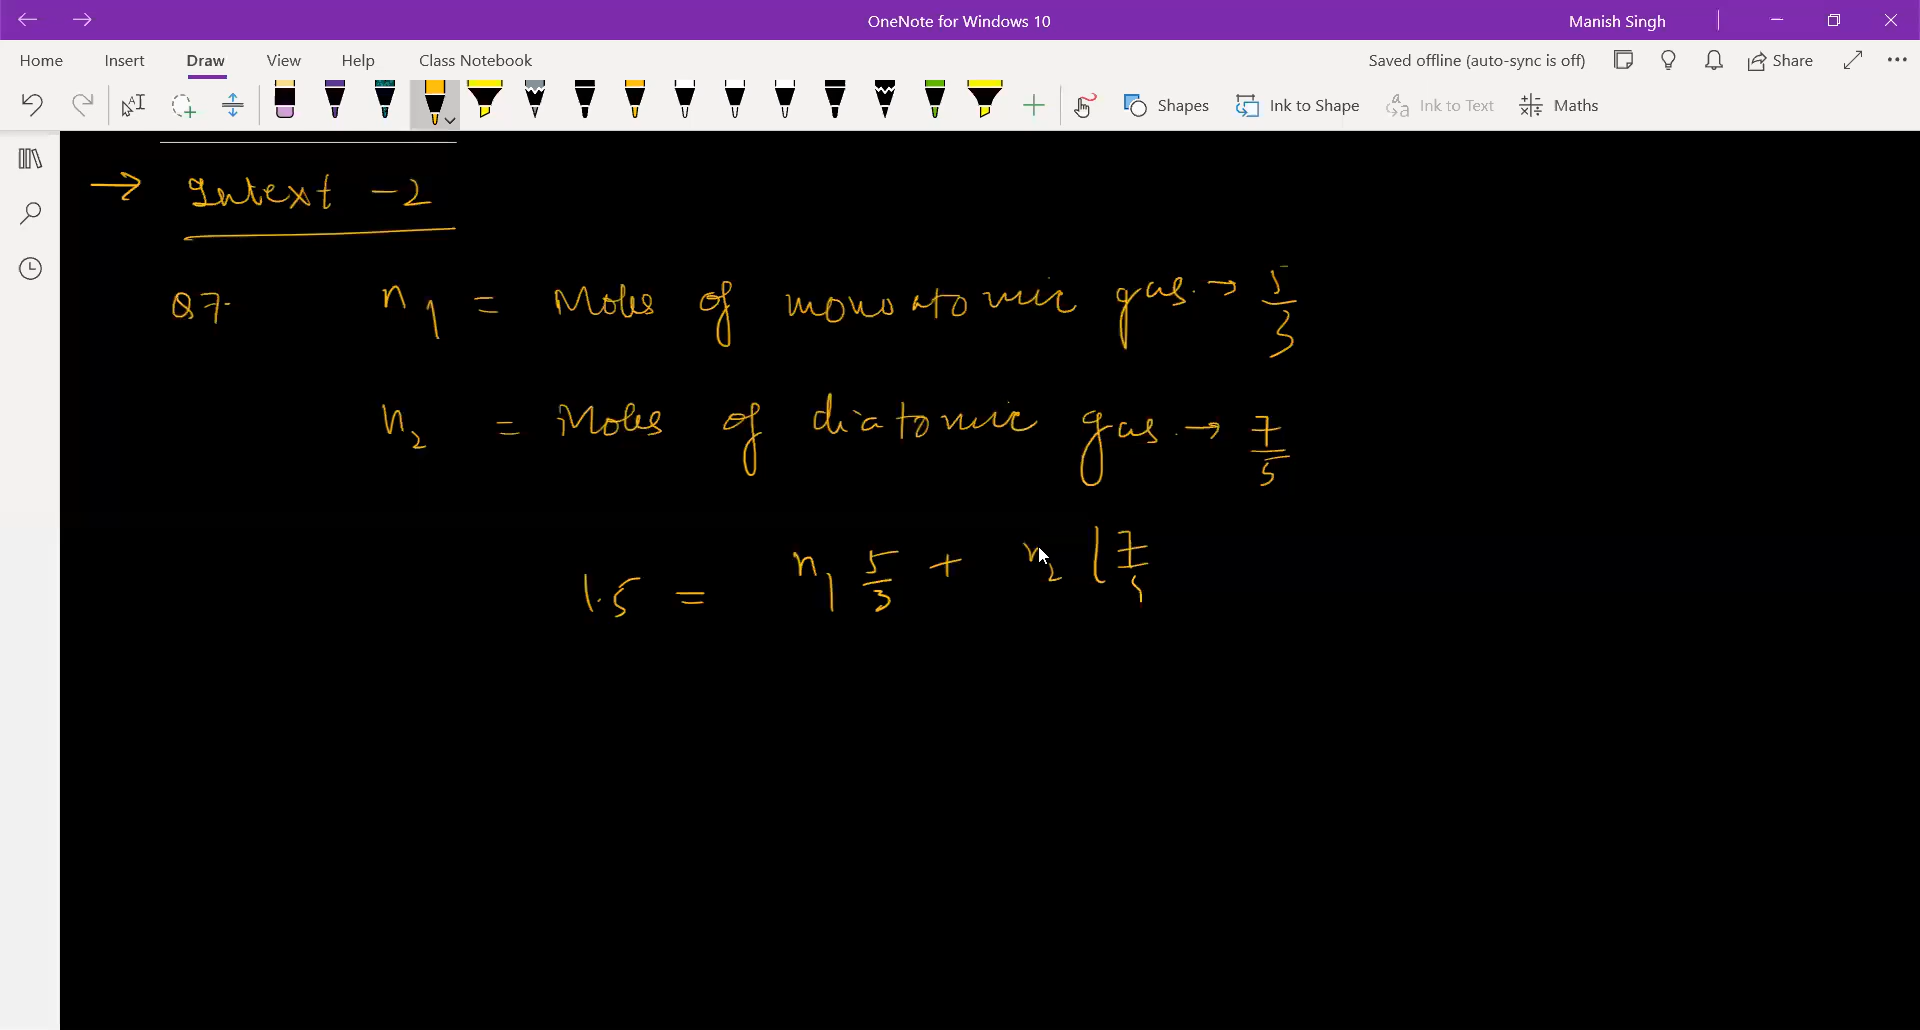 OneNote for Windows 10
Manish Singh
Home Insert Draw View Help Class Notebook
Saved offline (auto-sync is off) Share
Shapes Ink to Shape Ink to Text Maths
→ Intext - 2
Q7. n1 = Moles of monoatomic gas. → 5/3
n2 = Moles of diatomic gas. → 7/5
1.5 = n1 5/3 + n2 (7/5